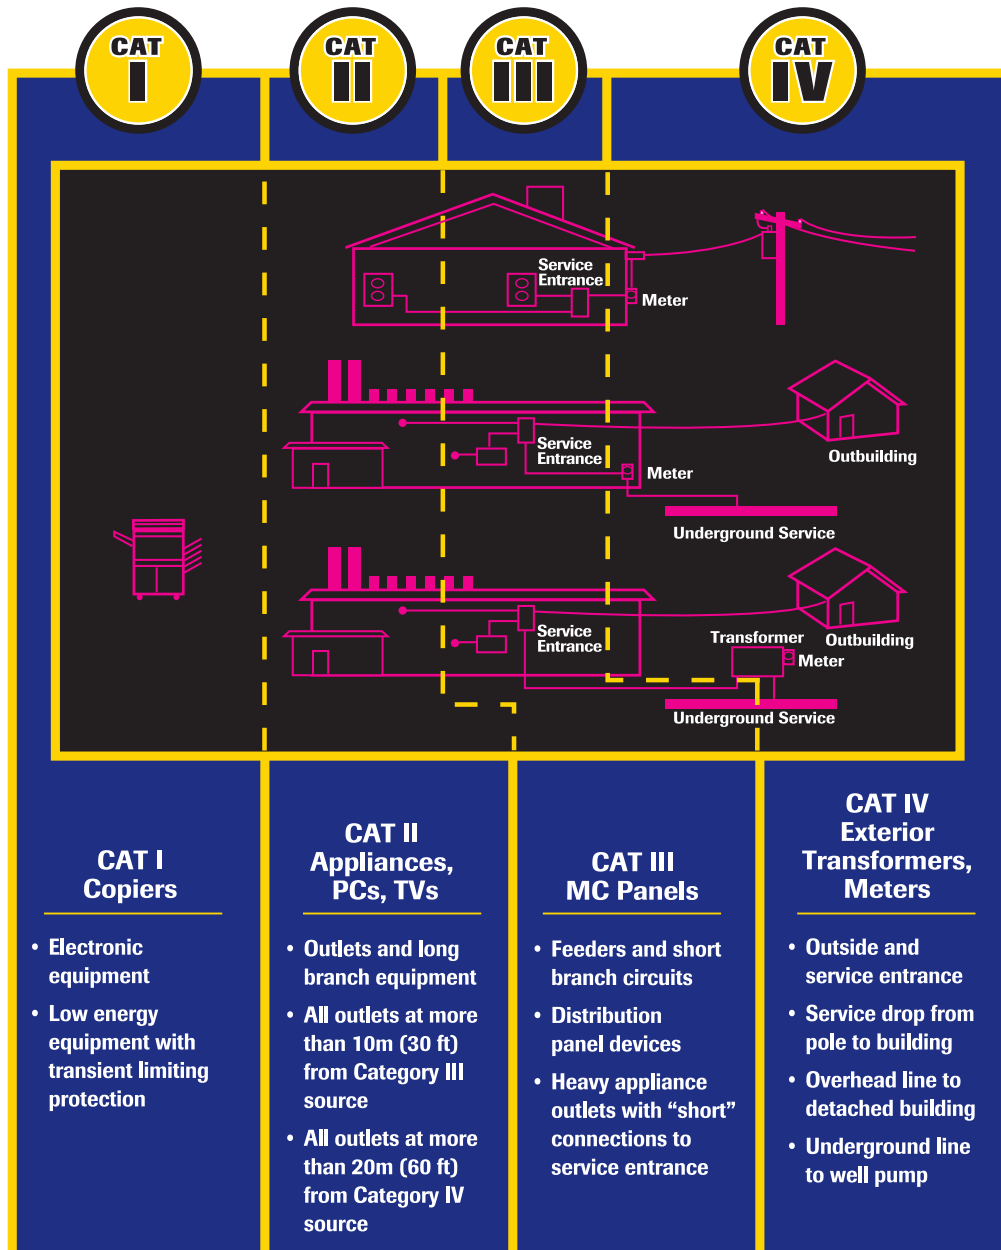 CAT
I
CAT
II
CAT
III
CAT
IV
Service
Entrance
Meter
Service
Entrance
Meter
Outbuilding
Underground Service
Service
Entrance
Transformer
Outbuilding
Meter
Underground Service
CAT I
Copiers
• Electronic
equipment
• Low energy
equipment with
transient limiting
protection
CAT II
Appliances,
PCs, TVs
• Outlets and long
branch equipment
• All outlets at more
than 10m (30 ft)
from Category III
source
• All outlets at more
than 20m (60 ft)
from Category IV
source
CAT III
MC Panels
• Feeders and short
branch circuits
• Distribution
panel devices
• Heavy appliance
outlets with “short”
connections to
service entrance
CAT IV
Exterior
Transformers,
Meters
• Outside and
service entrance
• Service drop from
pole to building
• Overhead line to
detached building
• Underground line
to well pump